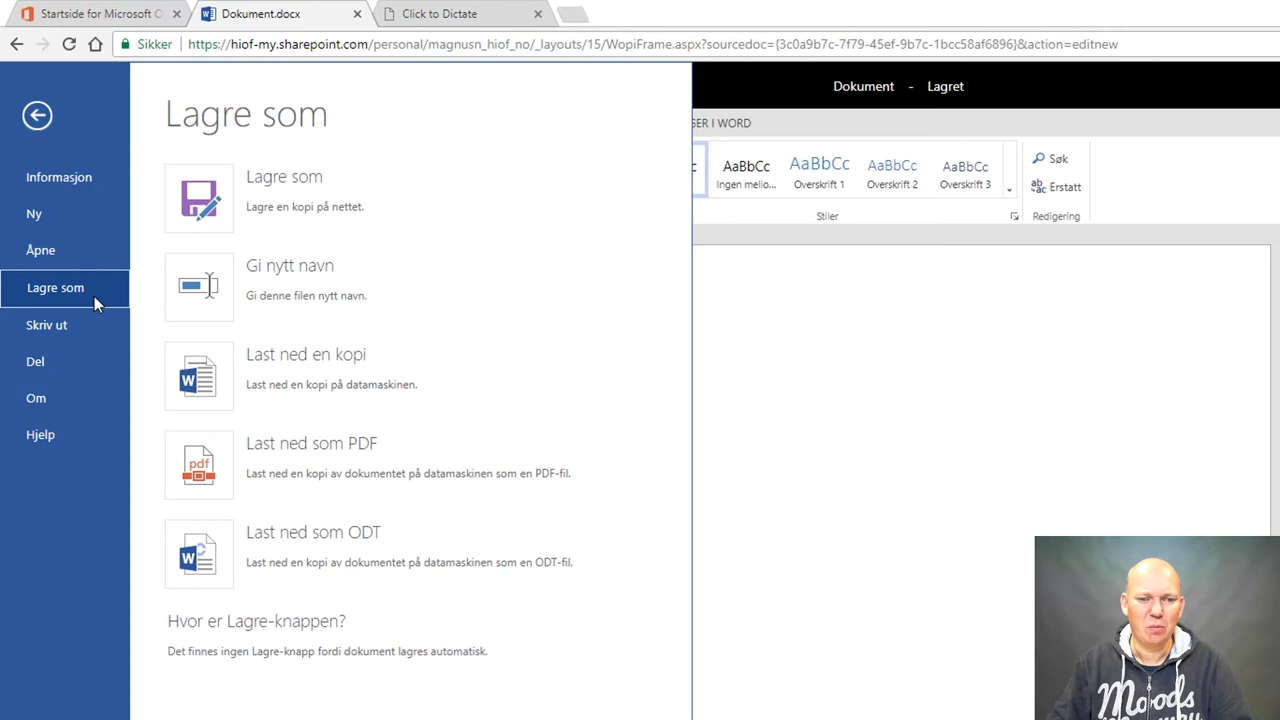 Startside for Microsoft O
Dokument.docx
Click to Dictate
Sikker
https://hiof-my.sharepoint.com/personal/magnusn_hiof_no/_layouts/15/WopiFrame.aspx?sourcedoc={3c0a9b7c-7f79-45ef-9b7c-1bcc58af6896}&action=editnew
Dokument - Lagret
SER I WORD
Informasjon
Ny
Åpne
Lagre som
Skriv ut
Del
Om
Hjelp
Lagre som
Lagre som
Lagre en kopi på nettet.
Gi nytt navn
Gi denne filen nytt navn.
Last ned en kopi
Last ned en kopi på datamaskinen.
W
Last ned som PDF
Last ned en kopi av dokumentet på datamaskinen som en PDF-fil.
pdf
Last ned som ODT
Last ned en kopi av dokumentet på datamaskinen som en ODT-fil.
W
Hvor er Lagre-knappen?
Det finnes ingen Lagre-knapp fordi dokument lagres automatisk.
c
AaBbCc
Ingen mello...
AaBbCc
Overskrift 1
AaBbCc
Overskrift 2
AaBbCc
Overskrift 3
Stiler
Søk
Erstatt
Redigering
Moods